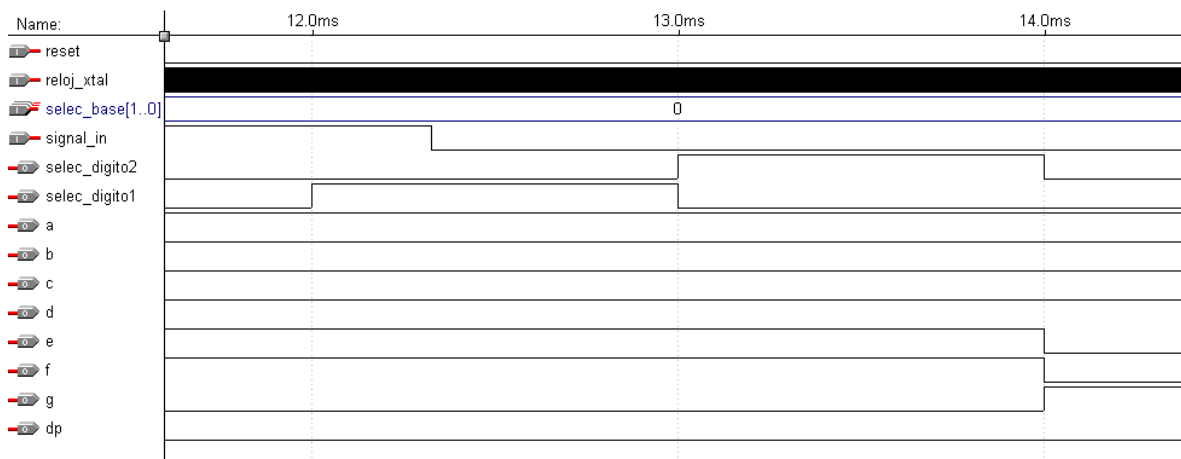 Name: 12.0ms 13.0ms 14.0ms
reset
reloj_xtal
selec_base[1..0] 0
signal_in
selec_digito2
selec_digito1
a
b
c
d
e
f
g
dp